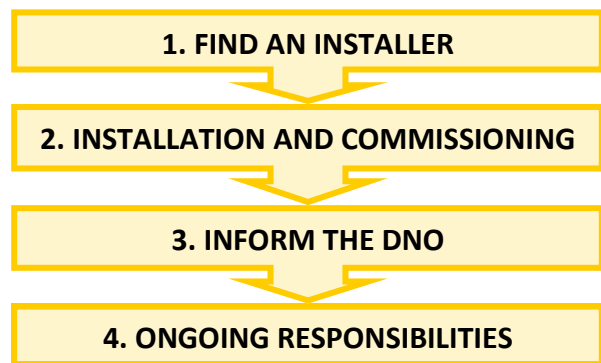 1. FIND AN INSTALLER
2. INSTALLATION AND COMMISSIONING
3. INFORM THE DNO
4. ONGOING RESPONSIBILITIES